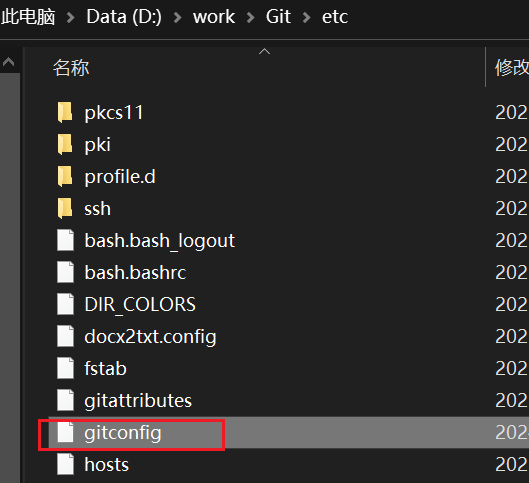 此电脑 > Data (D:) > work > Git > etc
名称 修改
pkcs11 202
pki 202
profile.d 202
ssh 202
bash.bash_logout 202
bash.bashrc 202
DIR_COLORS 202
docx2txt.config 202
fstab 202
gitattributes 202
gitconfig 202
hosts 202